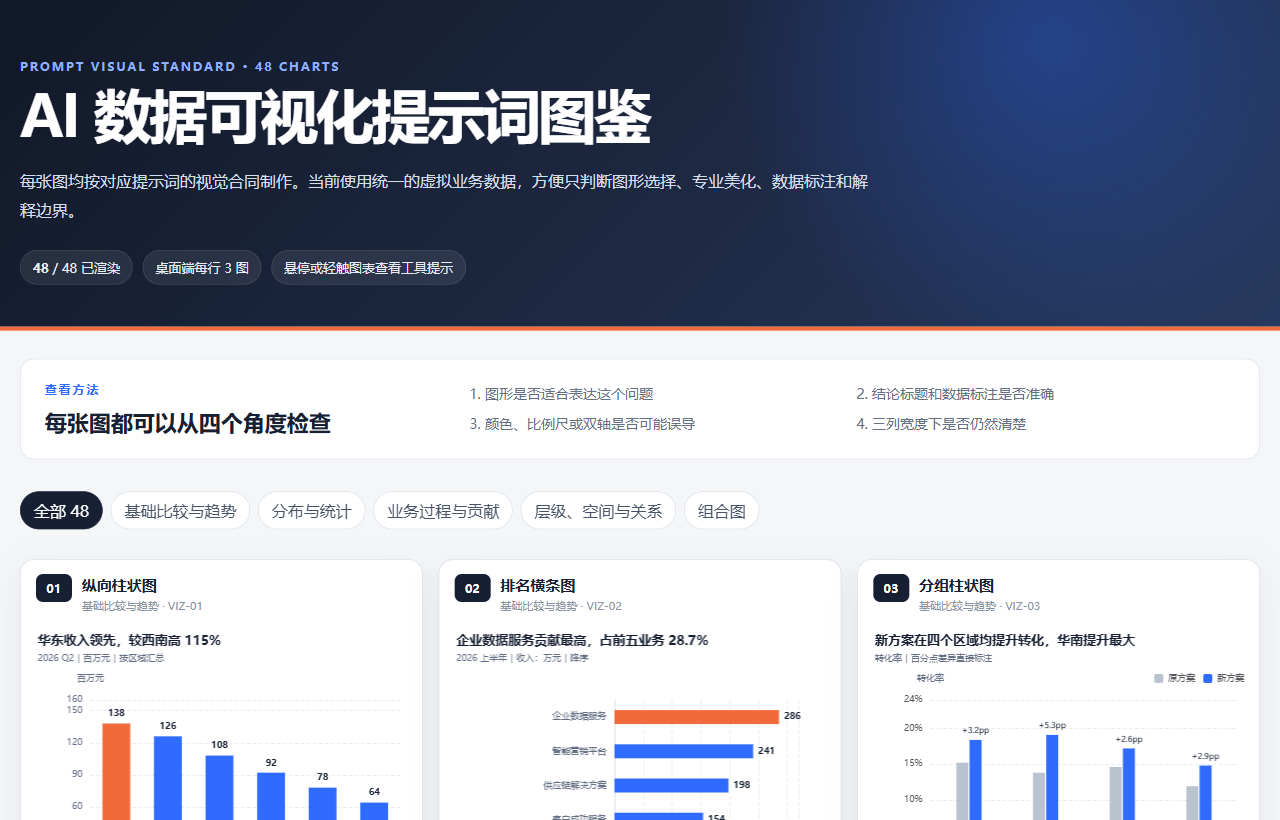 PROMPT VISUAL STANDARD • 48 CHARTS
AI 数据可视化提示词图鉴
每张图均按对应提示词的视觉合同制作。当前使用统一的虚拟业务数据，方便只判断图形选择、专业美化、数据标注和解
释边界。
48 / 48 已渲染
桌面端每行 3 图
悬停或轻触图表查看工具提示
查看方法
每张图都可以从四个角度检查
1. 图形是否适合表达这个问题
2. 结论标题和数据标注是否准确
3. 颜色、比例尺或双轴是否可能误导
4. 三列宽度下是否仍然清楚
全部 48
基础比较与趋势
分布与统计
业务过程与贡献
层级、空间与关系
组合图
01
纵向柱状图
基础比较与趋势 · VIZ-01
华东收入领先，较西南高 115%
2026 Q2 | 百万元 | 按区域汇总
百万元
160
150
120
90
60
138
126
108
92
78
64
02
排名横条图
基础比较与趋势 · VIZ-02
企业数据服务贡献最高，占前五业务 28.7%
2026 上半年 | 收入：万元 | 降序
企业数据服务
286
智能营销平台
241
供应链解决方案
198
客户成功服务
154
03
分组柱状图
基础比较与趋势 · VIZ-03
新方案在四个区域均提升转化，华南提升最大
转化率 | 百分点差异直接标注
转化率
原方案
新方案
24%
20%
15%
10%
+3.2pp
+5.3pp
+2.6pp
+2.9pp